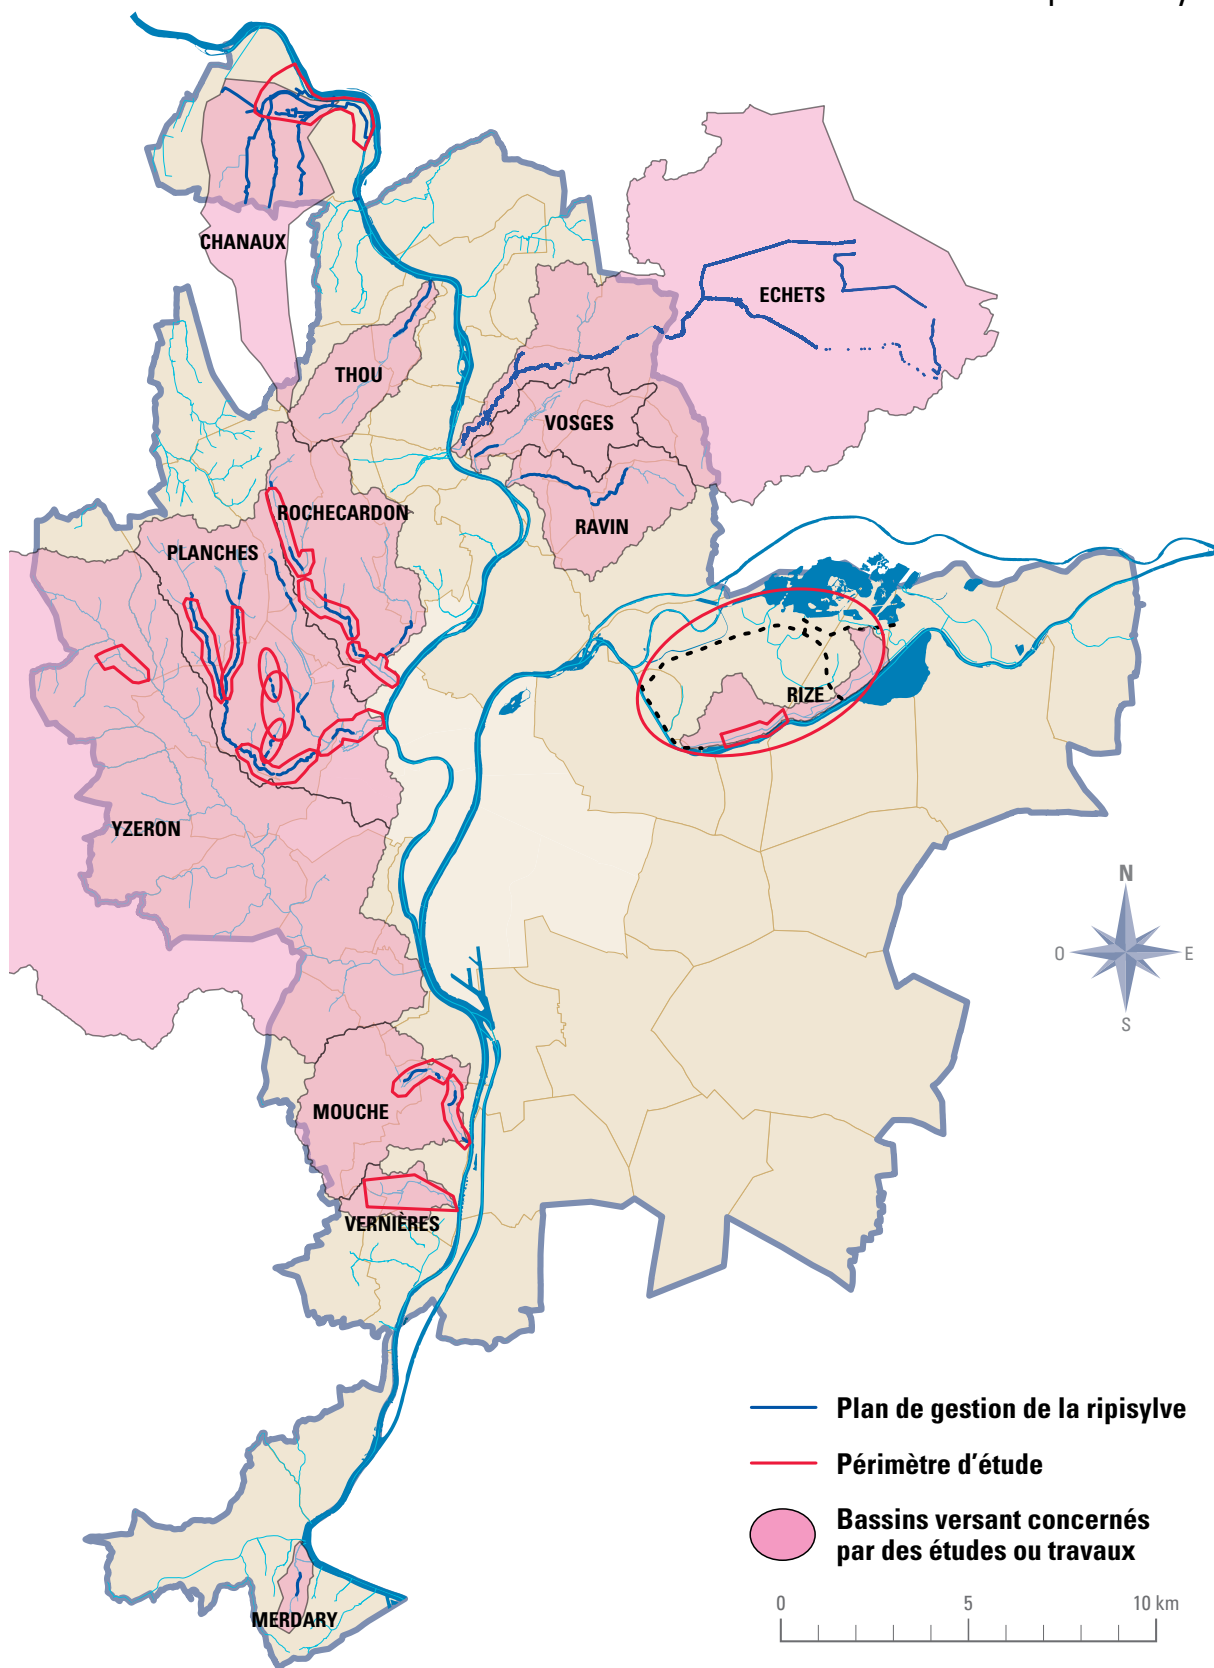 CHANAUX
ECHETS
THOU
VOSGES
ROCHECARDON
RAVIN
PLANCHES
RIZE
YZERON
N
O
E
S
MOUCHE
VERNIÈRES
Plan de gestion de la ripisylve
Périmètre d'étude
Bassins versant concernés
par des études ou travaux
0 5 10 km
MERDARY